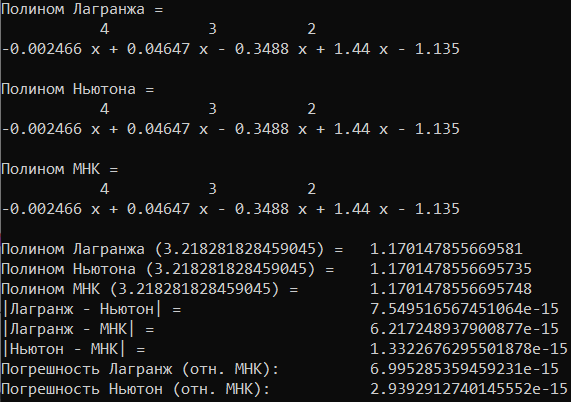 Полином Лагранжа =
4 3 2
-0.002466 x + 0.04647 x - 0.3488 x + 1.44 x - 1.135
Полином Ньютона =
4 3 2
-0.002466 x + 0.04647 x - 0.3488 x + 1.44 x - 1.135
Полином МНК =
4 3 2
-0.002466 x + 0.04647 x - 0.3488 x + 1.44 x - 1.135
Полином Лагранжа (3.218281828459045) = 1.170147855669581
Полином Ньютона (3.218281828459045) = 1.1701478556695735
Полином МНК (3.218281828459045) = 1.1701478556695748
|Лагранж - Ньютон| = 7.549516567451064e-15
|Лагранж - МНК| = 6.217248937900877e-15
|Ньютон - МНК| = 1.3322676295501878e-15
Погрешность Лагранж (отн. МНК): 6.995285359459231e-15
Погрешность Ньютон (отн. МНК): 2.9392912740145552e-15